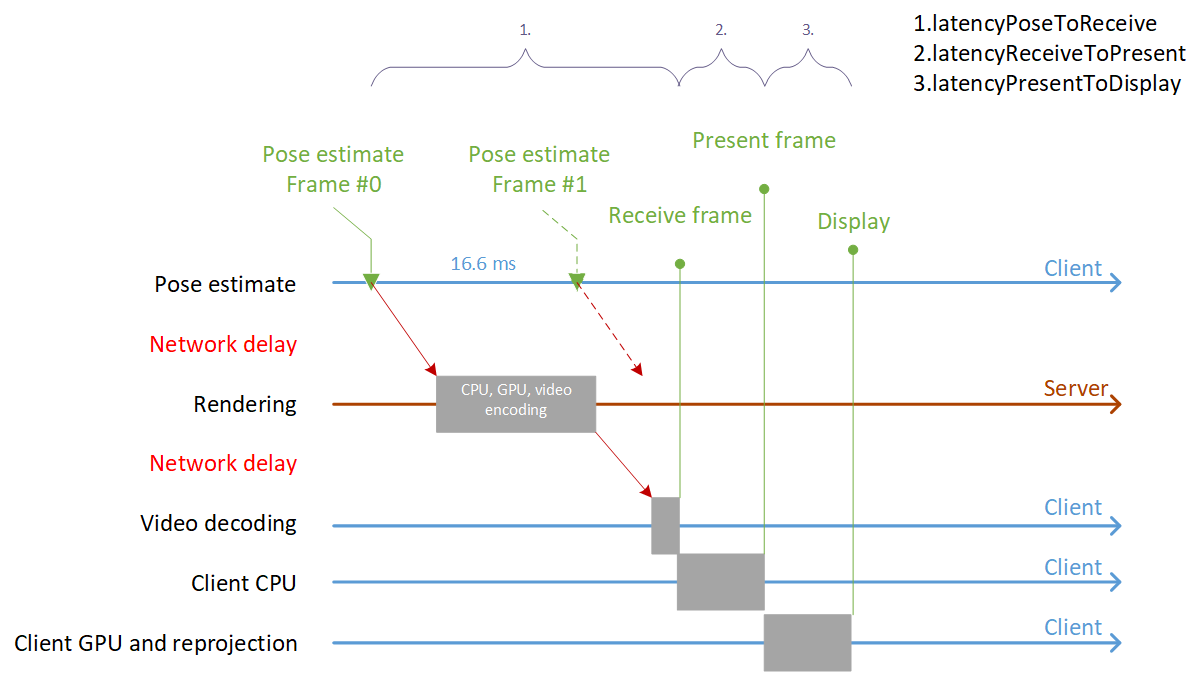 1.
2.
3.
1.latencyPoseToReceive
2.latencyReceiveToPresent
3.latencyPresentToDisplay
Pose estimate
Frame #0
Pose estimate
Frame #1
Present frame
Receive frame
Display
16.6 ms
Client
Pose estimate
Network delay
Rendering
CPU, GPU, video
encoding
Server
Network delay
Video decoding
Client
Client CPU
Client
Client GPU and reprojection
Client